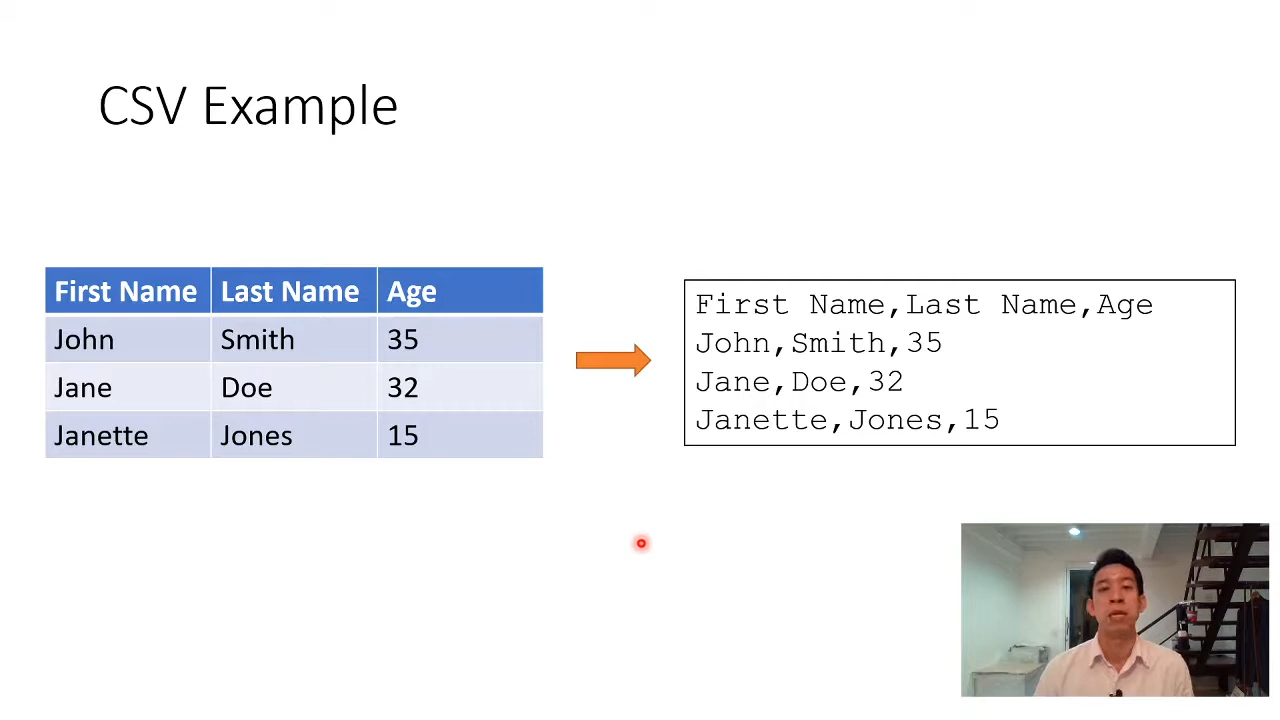 CSV Example
First Name Last Name Age
John Smith 35
Jane Doe 32
Janette Jones 15
First Name,Last Name,Age
John,Smith,35
Jane,Doe,32
Janette,Jones,15